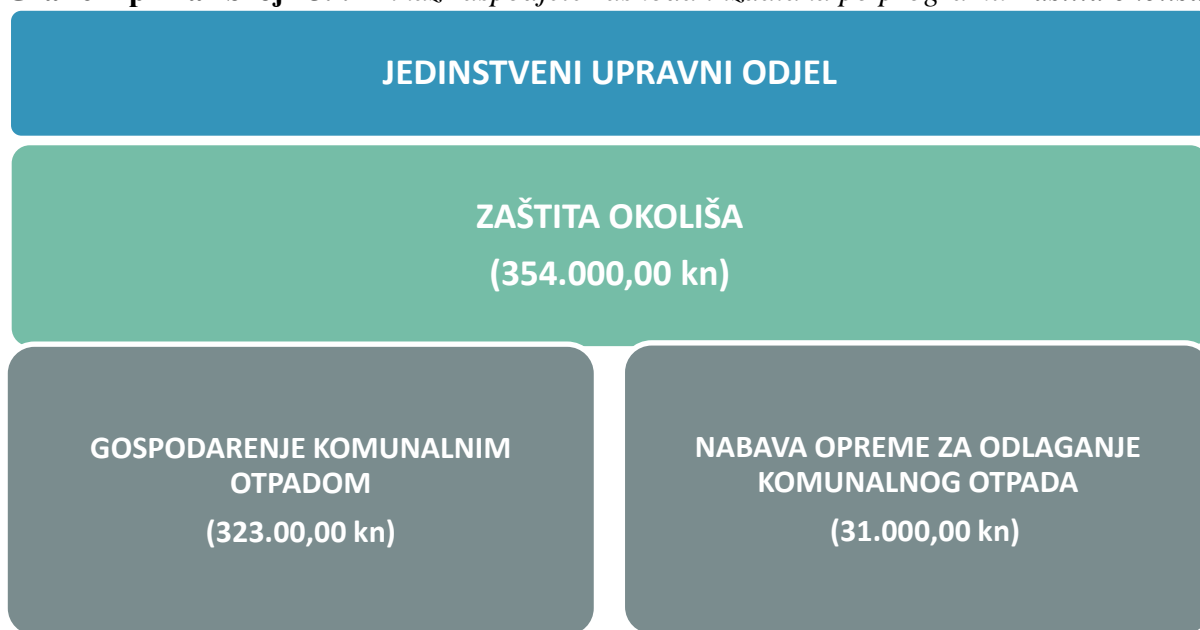 JEDINSTVENI UPRAVNI ODJEL
ZAŠTITA OKOLIŠA
(354.000,00 kn)
GOSPODARENJE KOMUNALNIM
OTPADOM
(323.00,00 kn)
NABAVA OPREME ZA ODLAGANJE
KOMUNALNOG OTPADA
(31.000,00 kn)